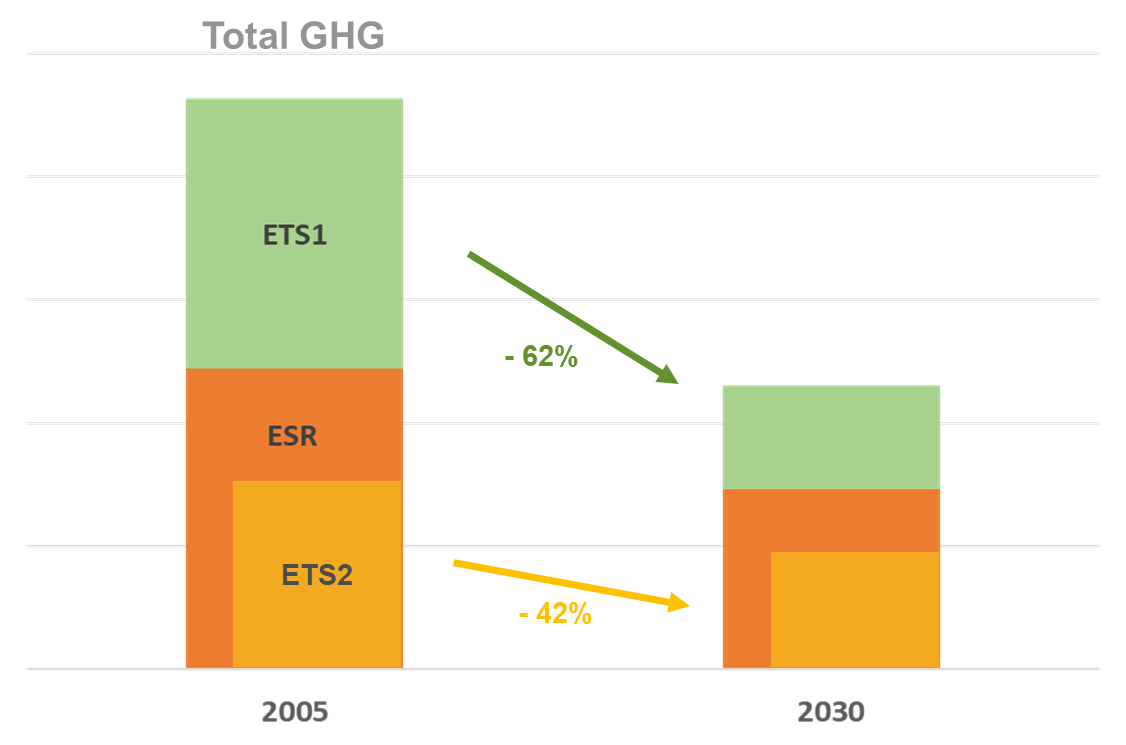 Total GHG
ETS1
- 62%
ESR
ETS2
- 42%
2005
2030